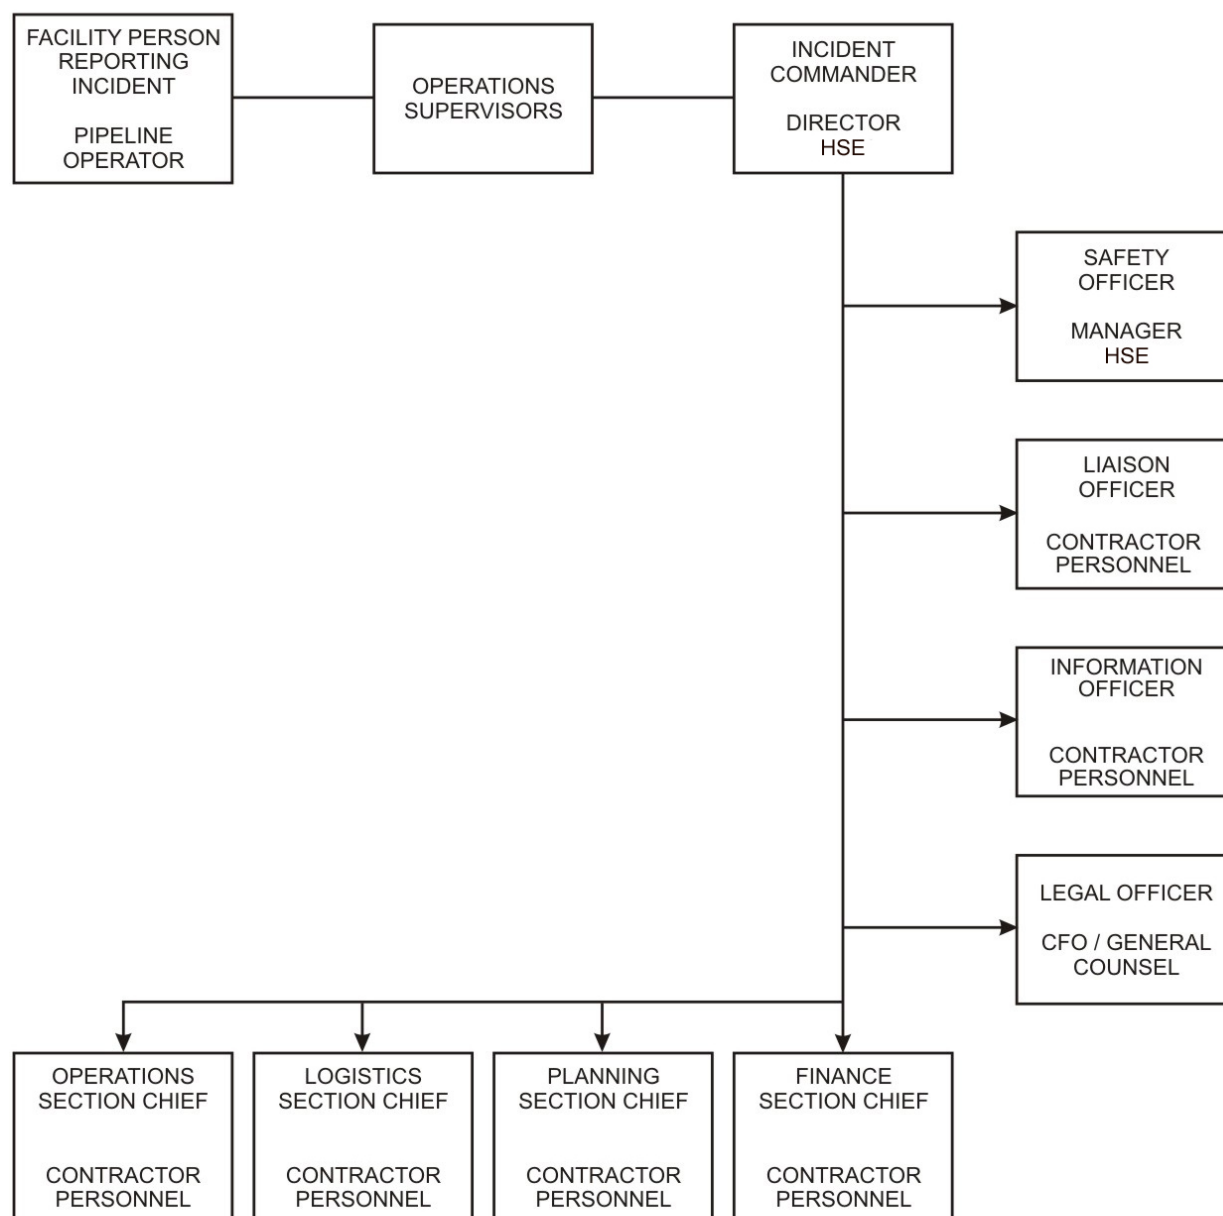 FACILITY PERSON
REPORTING
INCIDENT
PIPELINE
OPERATOR
OPERATIONS
SUPERVISORS
INCIDENT
COMMANDER
DIRECTOR
HSE
SAFETY
OFFICER
MANAGER
HSE
LIAISON
OFFICER
CONTRACTOR
PERSONNEL
INFORMATION
OFFICER
CONTRACTOR
PERSONNEL
LEGAL OFFICER
CFO / GENERAL
COUNSEL
OPERATIONS
SECTION CHIEF
CONTRACTOR
PERSONNEL
LOGISTICS
SECTION CHIEF
CONTRACTOR
PERSONNEL
PLANNING
SECTION CHIEF
CONTRACTOR
PERSONNEL
FINANCE
SECTION CHIEF
CONTRACTOR
PERSONNEL